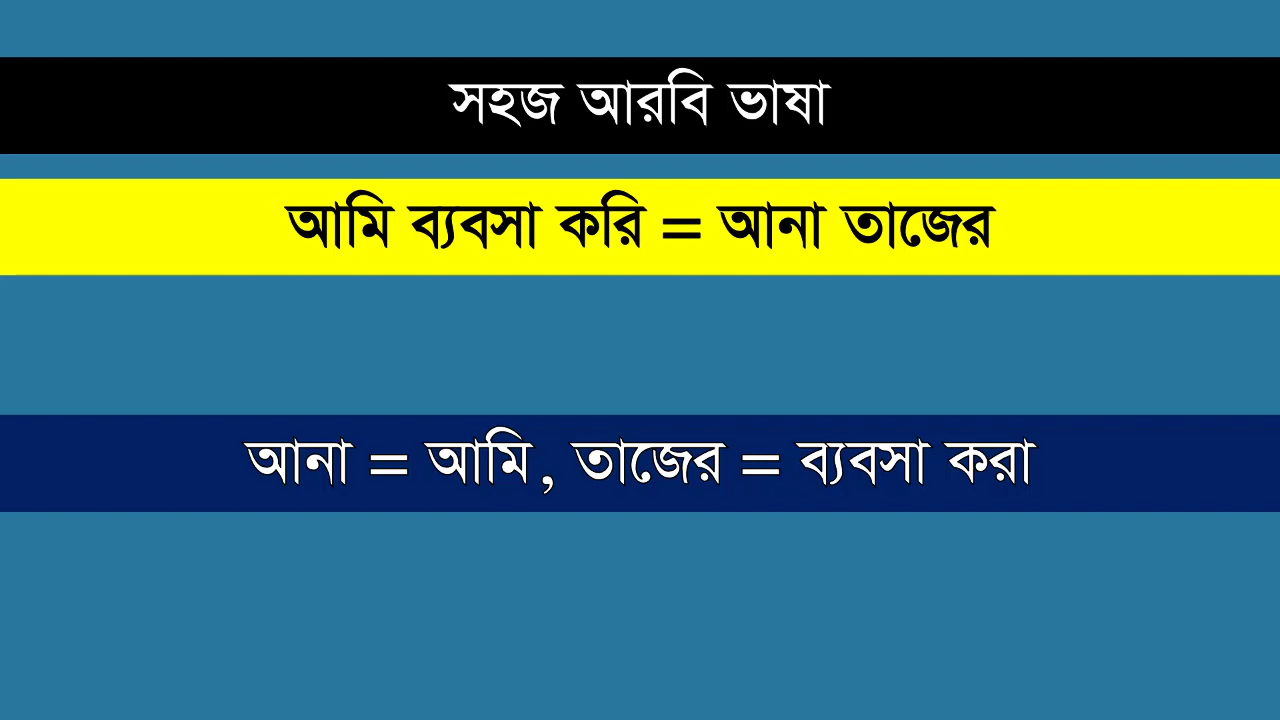 সহজ আরবি ভাষা
আমি ব্যবসা করি = আনা তাজের
আনা = আমি, তাজের = ব্যবসা করা